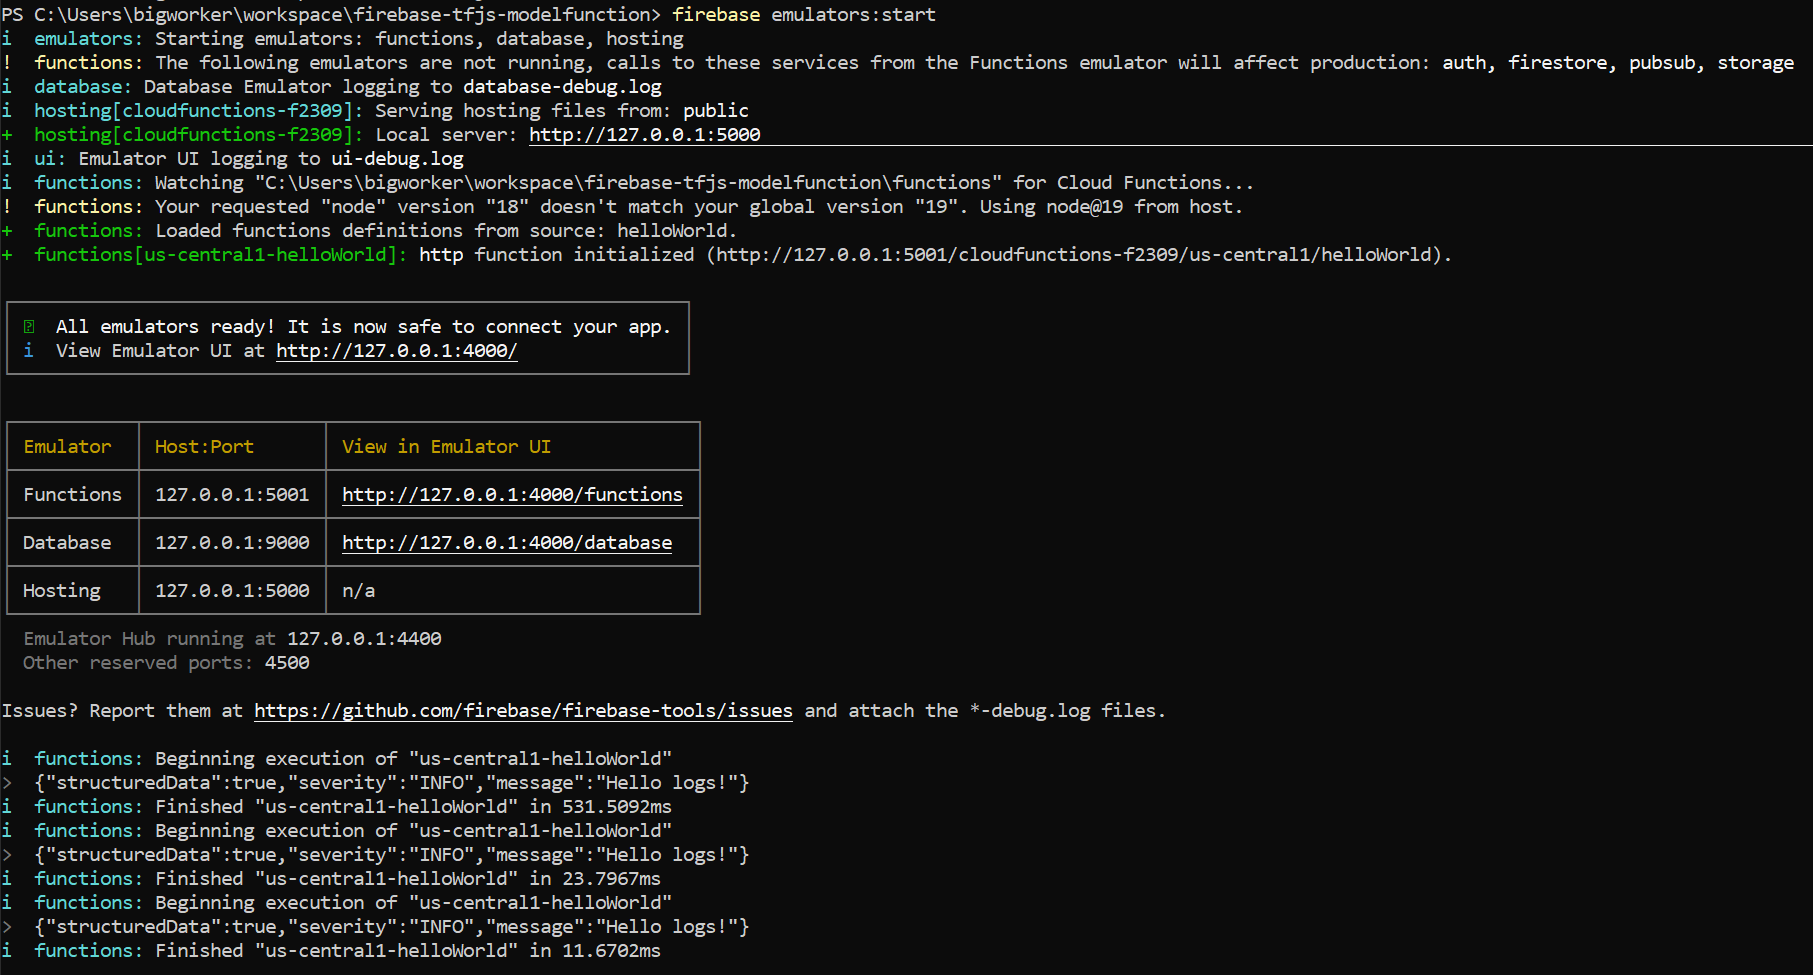 PS C:\Users\bigworker\workspace\firebase-tfjs-modelfunction> firebase emulators:start
i  emulators: Starting emulators: functions, database, hosting
!  functions: The following emulators are not running, calls to these services from the Functions emulator will affect production: auth, firestore, pubsub, storage
i  database: Database Emulator logging to database-debug.log
i  hosting[cloudfunctions-f2309]: Serving hosting files from: public
+  hosting[cloudfunctions-f2309]: Local server: http://127.0.0.1:5000
i  ui: Emulator UI logging to ui-debug.log
i  functions: Watching "C:\Users\bigworker\workspace\firebase-tfjs-modelfunction\functions" for Cloud Functions...
!  functions: Your requested "node" version "18" doesn't match your global version "19". Using node@19 from host.
+  functions: Loaded functions definitions from source: helloWorld.
+  functions[us-central1-helloWorld]: http function initialized (http://127.0.0.1:5001/cloudfunctions-f2309/us-central1/helloWorld).
All emulators ready! It is now safe to connect your app.
i  View Emulator UI at http://127.0.0.1:4000/
Emulator Host:Port View in Emulator UI
Functions 127.0.0.1:5001 http://127.0.0.1:4000/functions
Database 127.0.0.1:9000 http://127.0.0.1:4000/database
Hosting 127.0.0.1:5000 n/a
Emulator Hub running at 127.0.0.1:4400
Other reserved ports: 4500
Issues? Report them at https://github.com/firebase/firebase-tools/issues and attach the *-debug.log files.
i  functions: Beginning execution of "us-central1-helloWorld"
>  {"structuredData":true,"severity":"INFO","message":"Hello logs!"}
i  functions: Finished "us-central1-helloWorld" in 531.5092ms
i  functions: Beginning execution of "us-central1-helloWorld"
>  {"structuredData":true,"severity":"INFO","message":"Hello logs!"}
i  functions: Finished "us-central1-helloWorld" in 23.7967ms
i  functions: Beginning execution of "us-central1-helloWorld"
>  {"structuredData":true,"severity":"INFO","message":"Hello logs!"}
i  functions: Finished "us-central1-helloWorld" in 11.6702ms